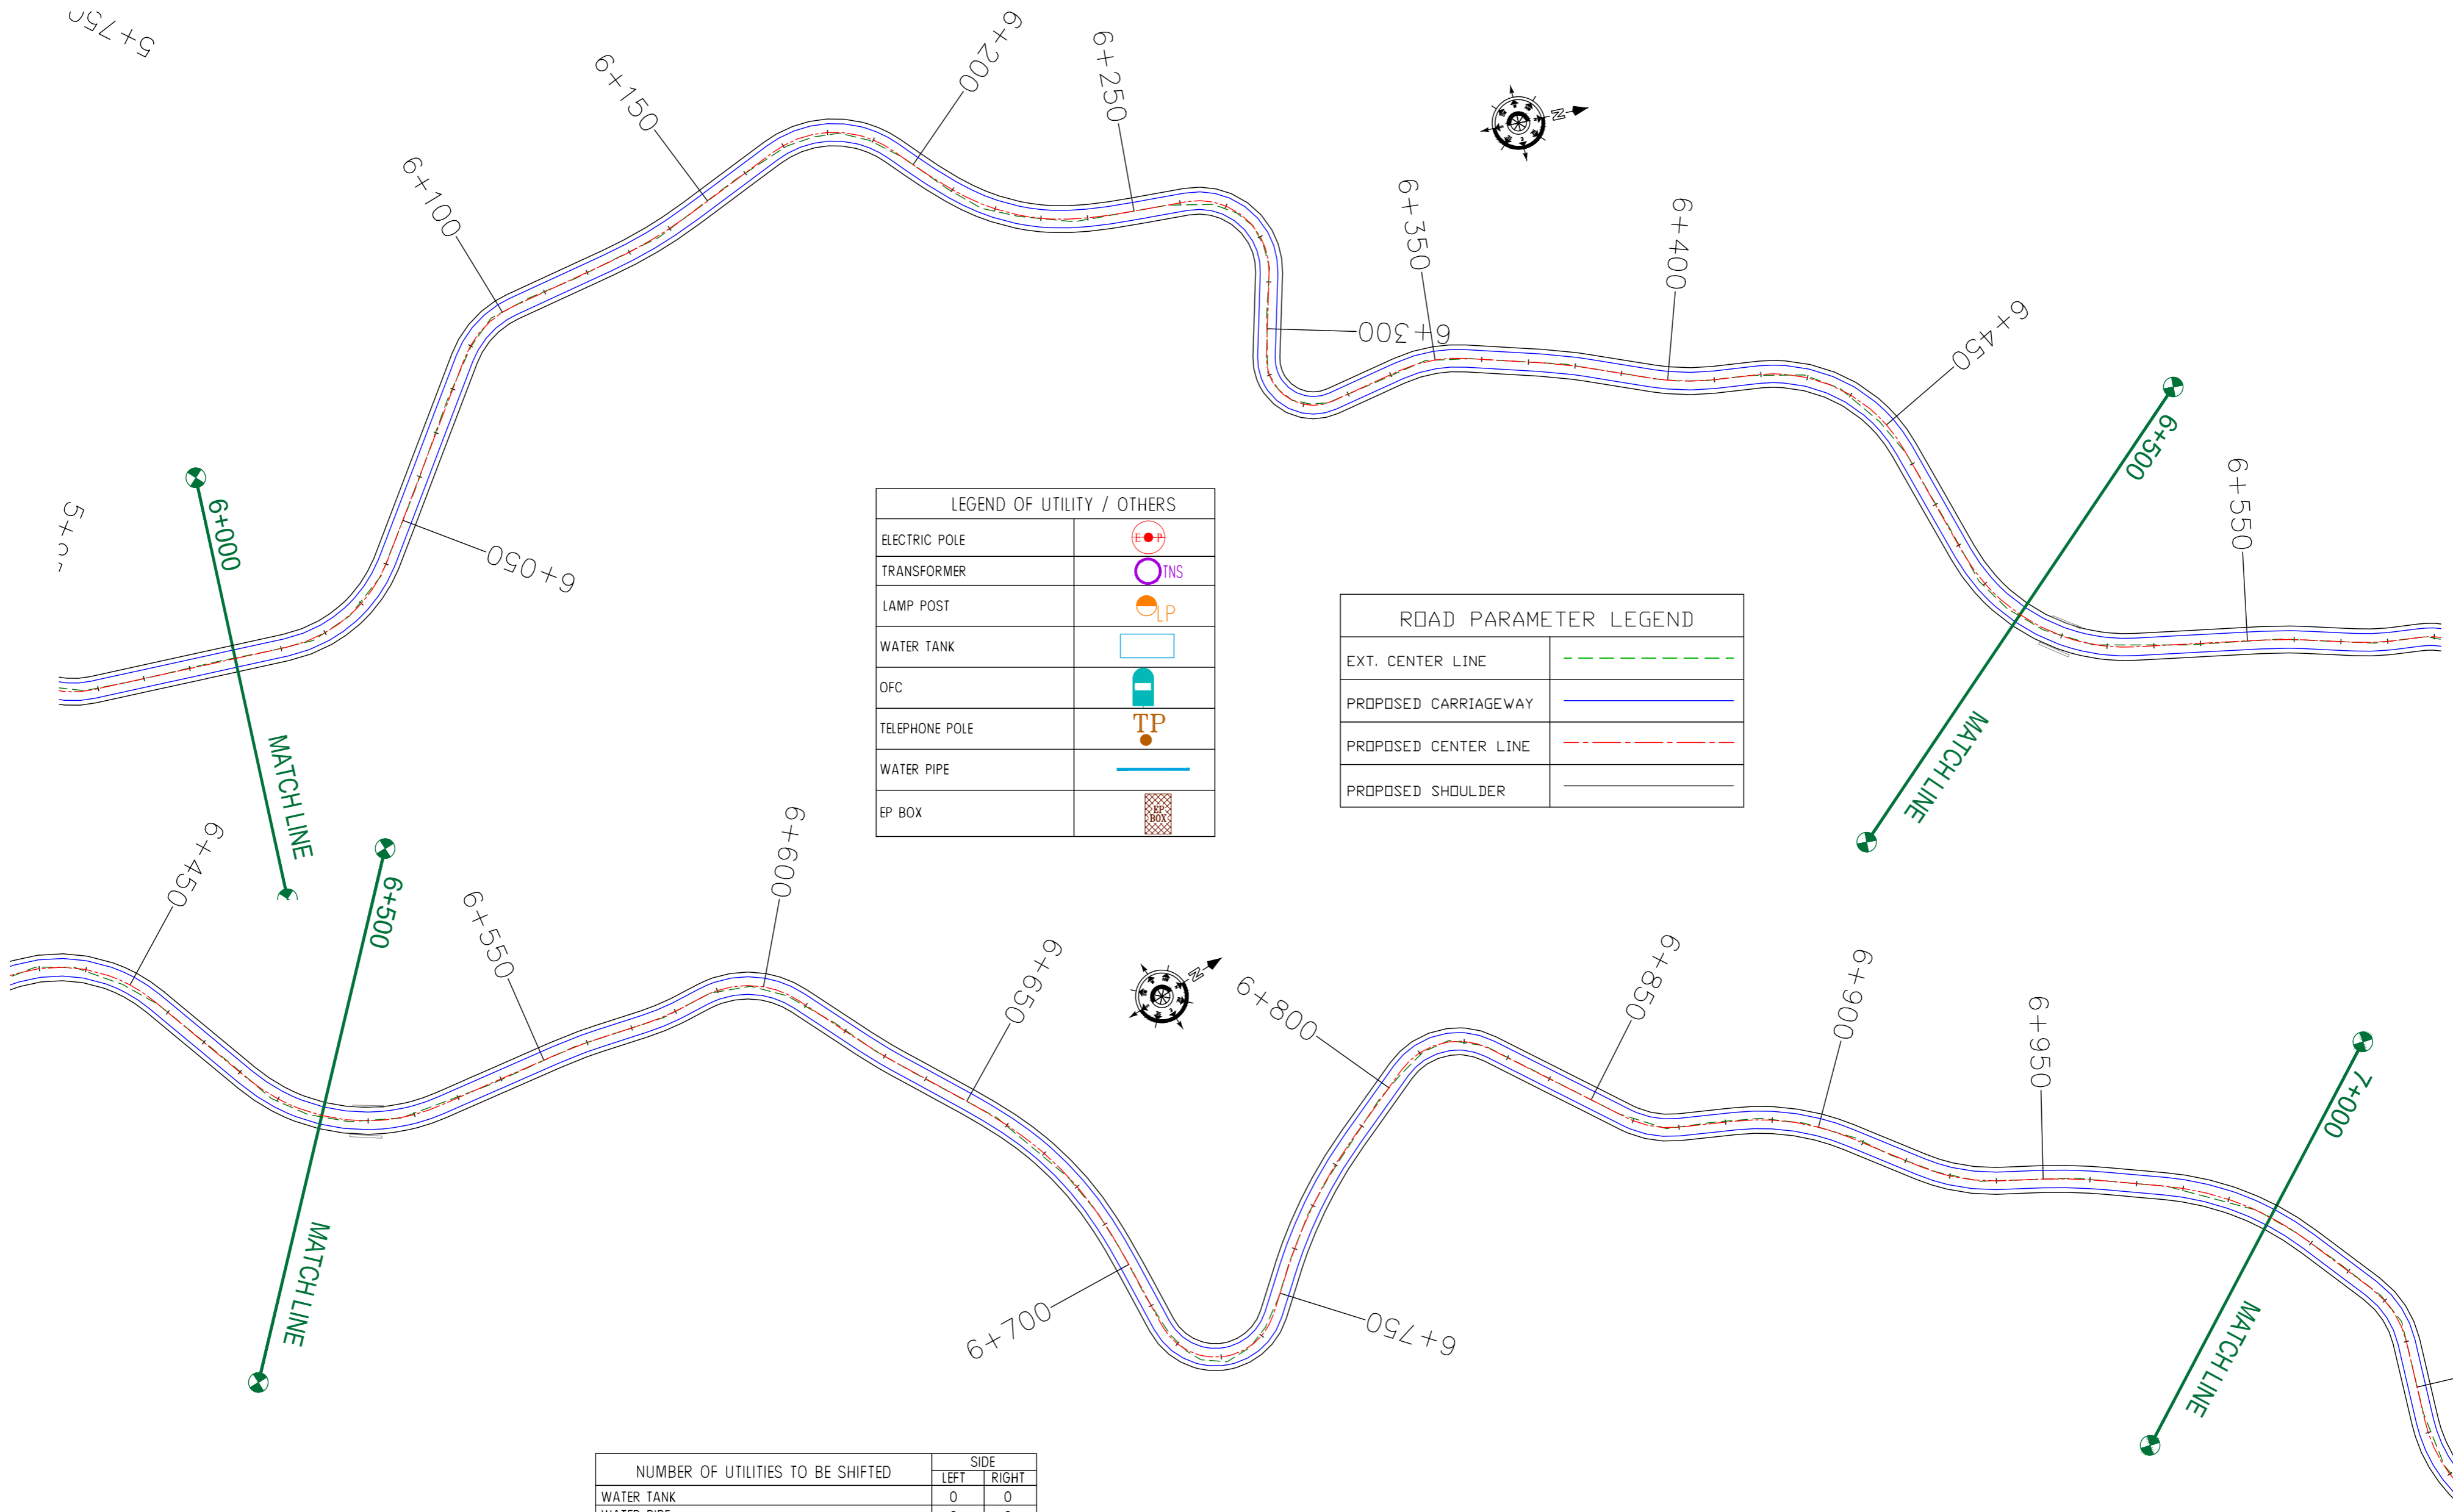 5+750
6+200
6+250
6+150
N
6+100
6+350
6+400
6+300
6+450
6+500
6+000
6+550
6+050
LEGEND OF UTILITY / OTHERS
ELECTRIC POLE
E P
TRANSFORMER
TNS
LAMP POST
LP
WATER TANK
OFC
TELEPHONE POLE
TP
WATER PIPE
EP BOX
EP
BOX
ROAD PARAMETER LEGEND
EXT. CENTER LINE
PROPOSED CARRIAGEWAY
PROPOSED CENTER LINE
PROPOSED SHOULDER
MATCH LINE
MATCH LINE
6+450
6+500
6+550
6+600
6+650
N
6+800
6+850
6+900
6+950
7+000
6+700
6+750
MATCH LINE
MATCH LINE
NUMBER OF UTILITIES TO BE SHIFTED
SIDE
LEFT RIGHT
WATER TANK 0 0